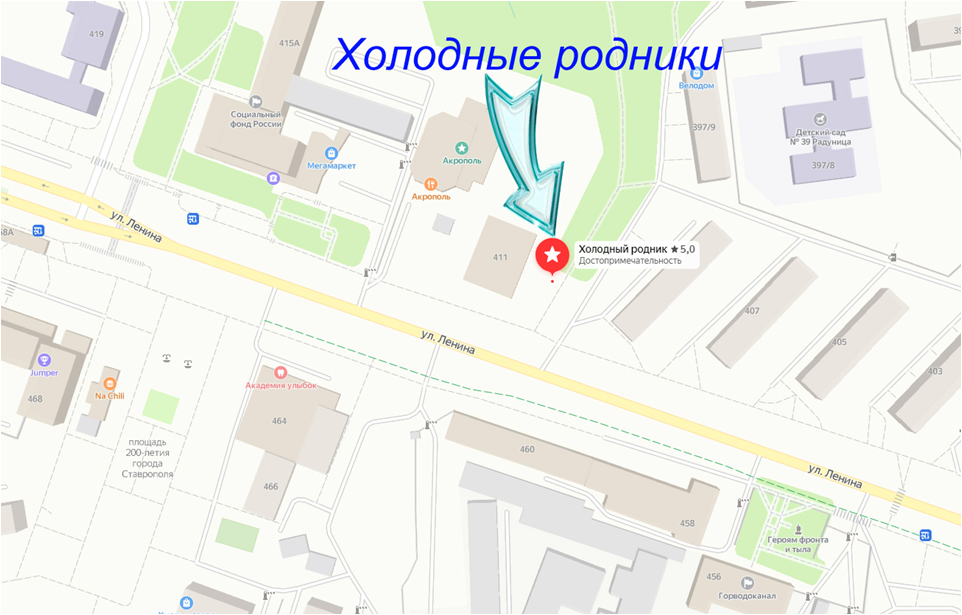 Холодные родники
419
415А
Социальный
фонд России
Мегамаркет
Акрополь
Акрополь
Велодом
397/9
Детский сад
№ 39 Радуница
397/8
39
ул. Ленина
58А
411
Холодный родник ★ 5,0
Достопримечательность
ул. Ленина
407
405
403
Jumper
Na Chili
468
Академия улыбок
464
466
площадь
200-летия
города
Ставрополя
460
458
ул. Ленина
Героям фронта
и тыла
456
Горводоканал